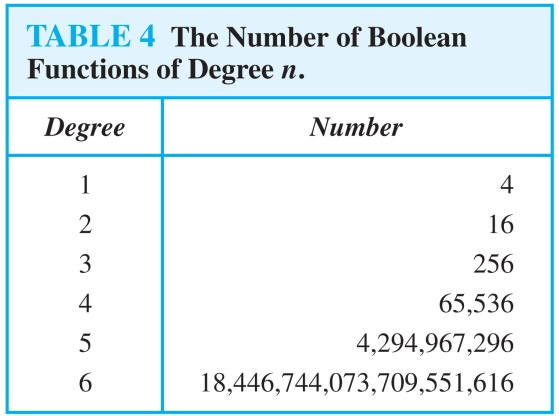 TABLE 4 The Number of Boolean
Functions of Degree n.
Degree Number
1 4
2 16
3 256
4 65,536
5 4,294,967,296
6 18,446,744,073,709,551,616